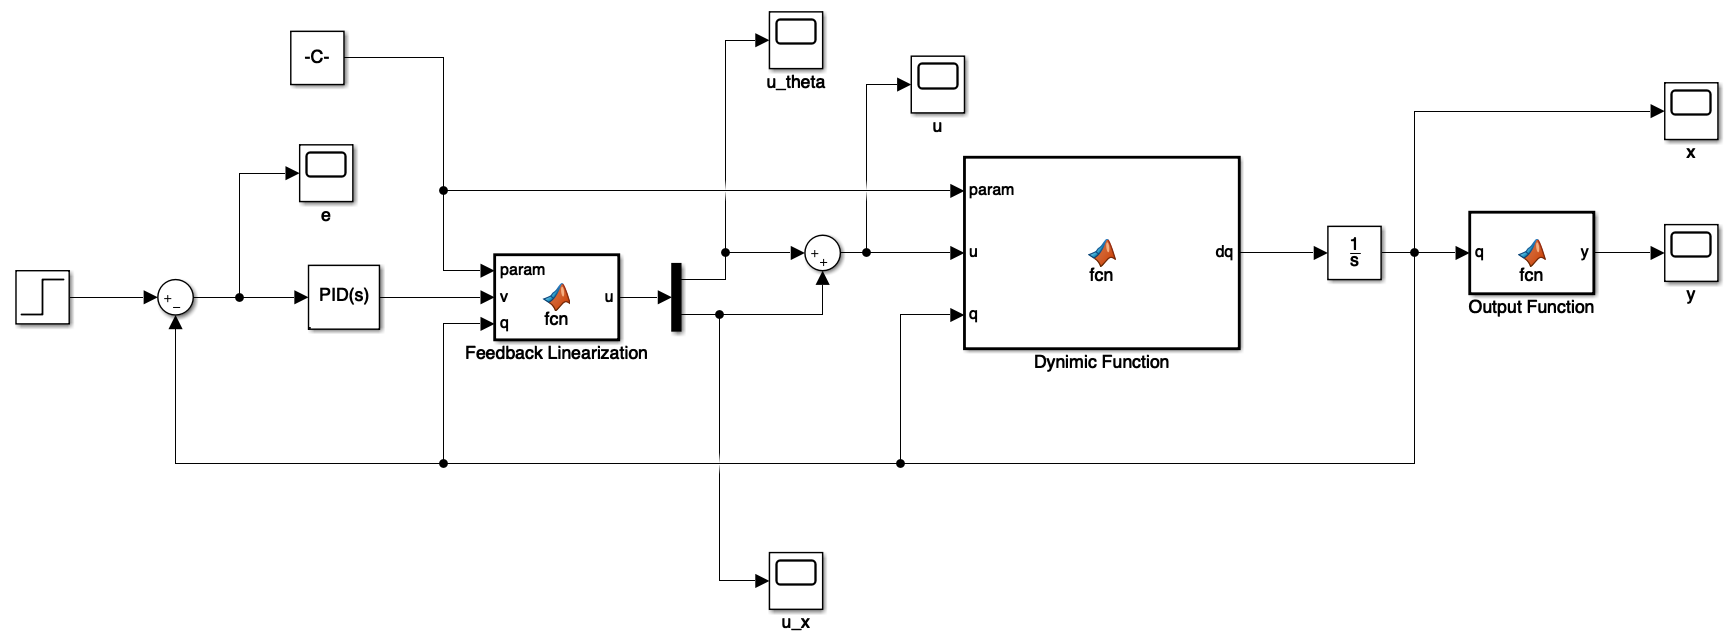 u_theta
-C-
u
x
e
param
u
q
dq
fcn
1
s
q
y
fcn
Output Function
y
Dynimic Function
+
−
PID(s)
param
v
q
u
fcn
Feedback Linearization
+
+
u_x